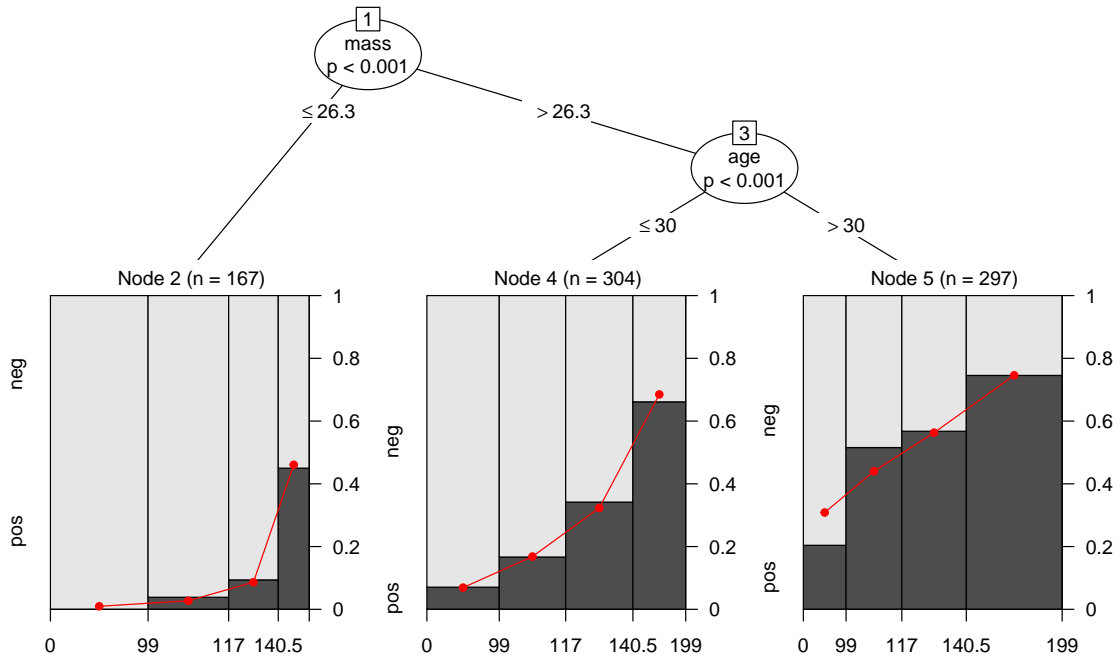 1
mass
p < 0.001
≤ 26.3
> 26.3
3
age
p < 0.001
≤ 30
> 30
Node 2 (n = 167)
pos
neg
0
99
117
140.5
0
0.2
0.4
0.6
0.8
1
Node 4 (n = 304)
pos
neg
0
99
117
140.5
199
0
0.2
0.4
0.6
0.8
1
Node 5 (n = 297)
pos
neg
0
99
117
140.5
199
0
0.2
0.4
0.6
0.8
1